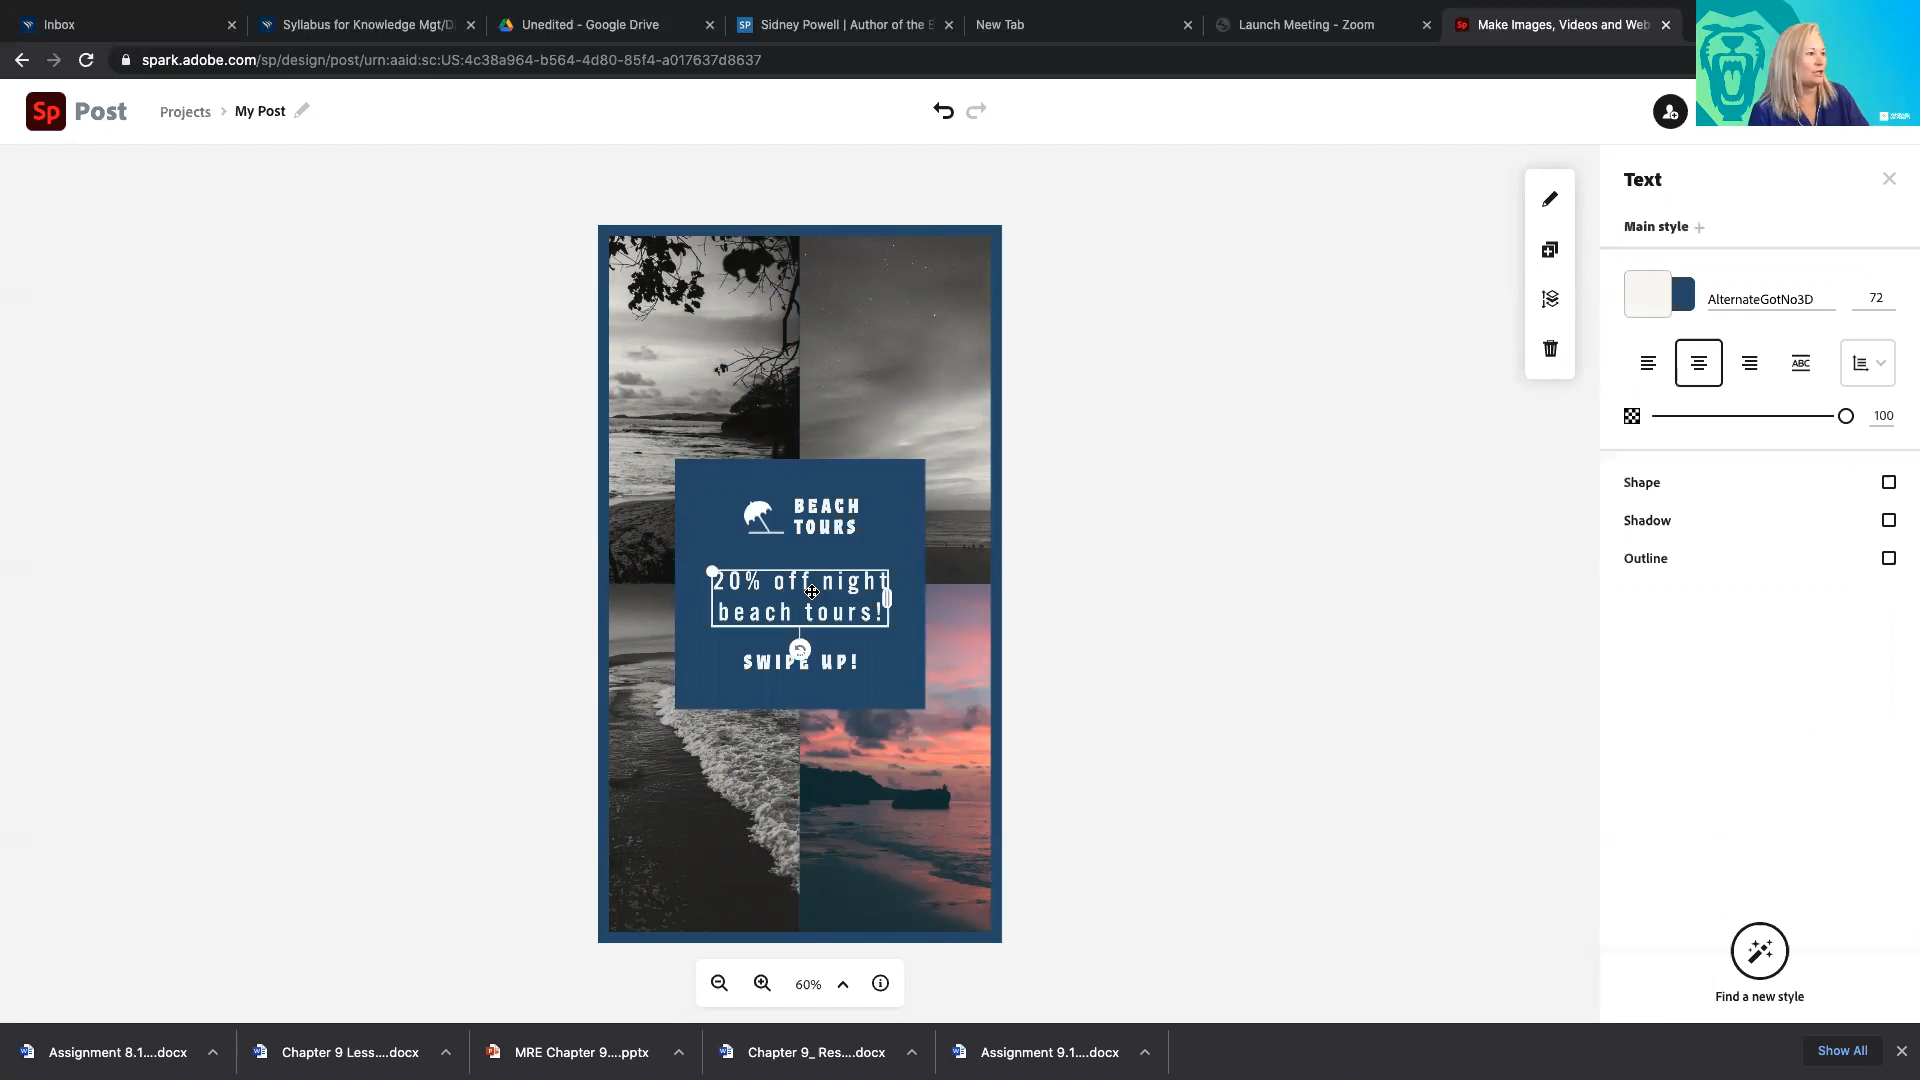 Inbox
Syllabus for Knowledge Mgt/D
Unedited - Google Drive
SP Sidney Powell | Author of the E
New Tab
Launch Meeting - Zoom
Sp Make Images, Videos and Web
spark.adobe.com/sp/design/post/urn:aaid:sc:US:4c38a964-b564-4d80-85f4-a017637d8637
Sp Post
Projects > My Post
Text
Main style +
AlternateGotNo3D
72
ABC
100
Shape
Shadow
Outline
BEACH
TOURS
20% off night
beach tours!
SWIPE UP!
60%
Find a new style
Assignment 8.1....docx
Chapter 9 Less....docx
MRE Chapter 9....pptx
Chapter 9_ Res....docx
Assignment 9.1....docx
Show All